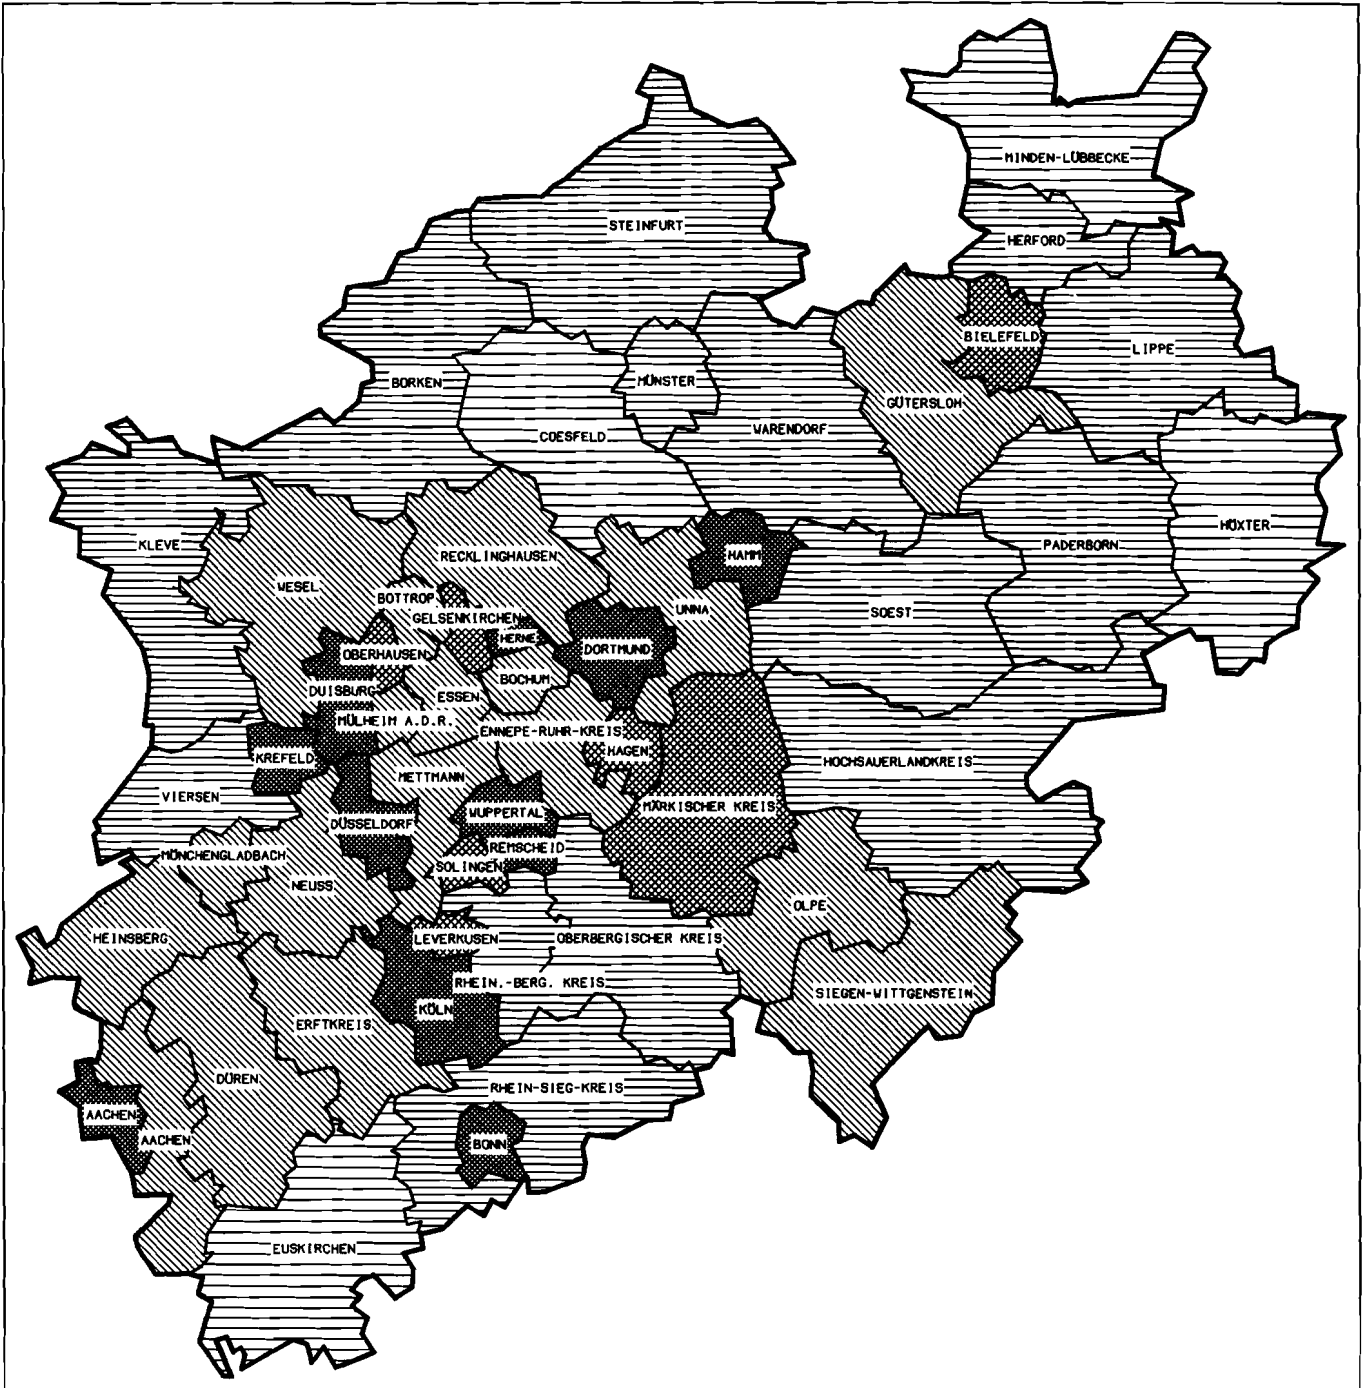 MINDEN-LÜBBECKE
STEINFURT
HERFORD
BIELEFELD
LIPPE
BORKEN
MÜNSTER
GÜTERSLOH
COESFELD
WARENDORF
HÖXTER
KLEVE
PADERBORN
RECKLINGHAUSEN
HAMM
WESEL
BOTTROP
UNNA
SOEST
GELSENKIRCHEN
HERNE
DORTMUND
OBERHAUSEN
BOCHUM
DUISBURG
ESSEN
MÜLHEIM A.D.R.
ENNEPE-RUHR-KREIS
HAGEN
KREFELD
HOCHSAUERLANDKREIS
METTMANN
VIERSEN
MÄRKISCHER KREIS
WUPPERTAL
DÜSSELDORF
REMSCHEID
MÖNCHENGLADBACH
SOLINGEN
NEUSS
OLPE
HEINSBERG
LEVERKUSEN
OBERBERGISCHER KREIS
RHEIN.-BERG. KREIS
SIEGEN-WITTGENSTEIN
KÖLN
ERFTKREIS
DÜREN
RHEIN-SIEG-KREIS
AACHEN
AACHEN
BONN
EUSKIRCHEN